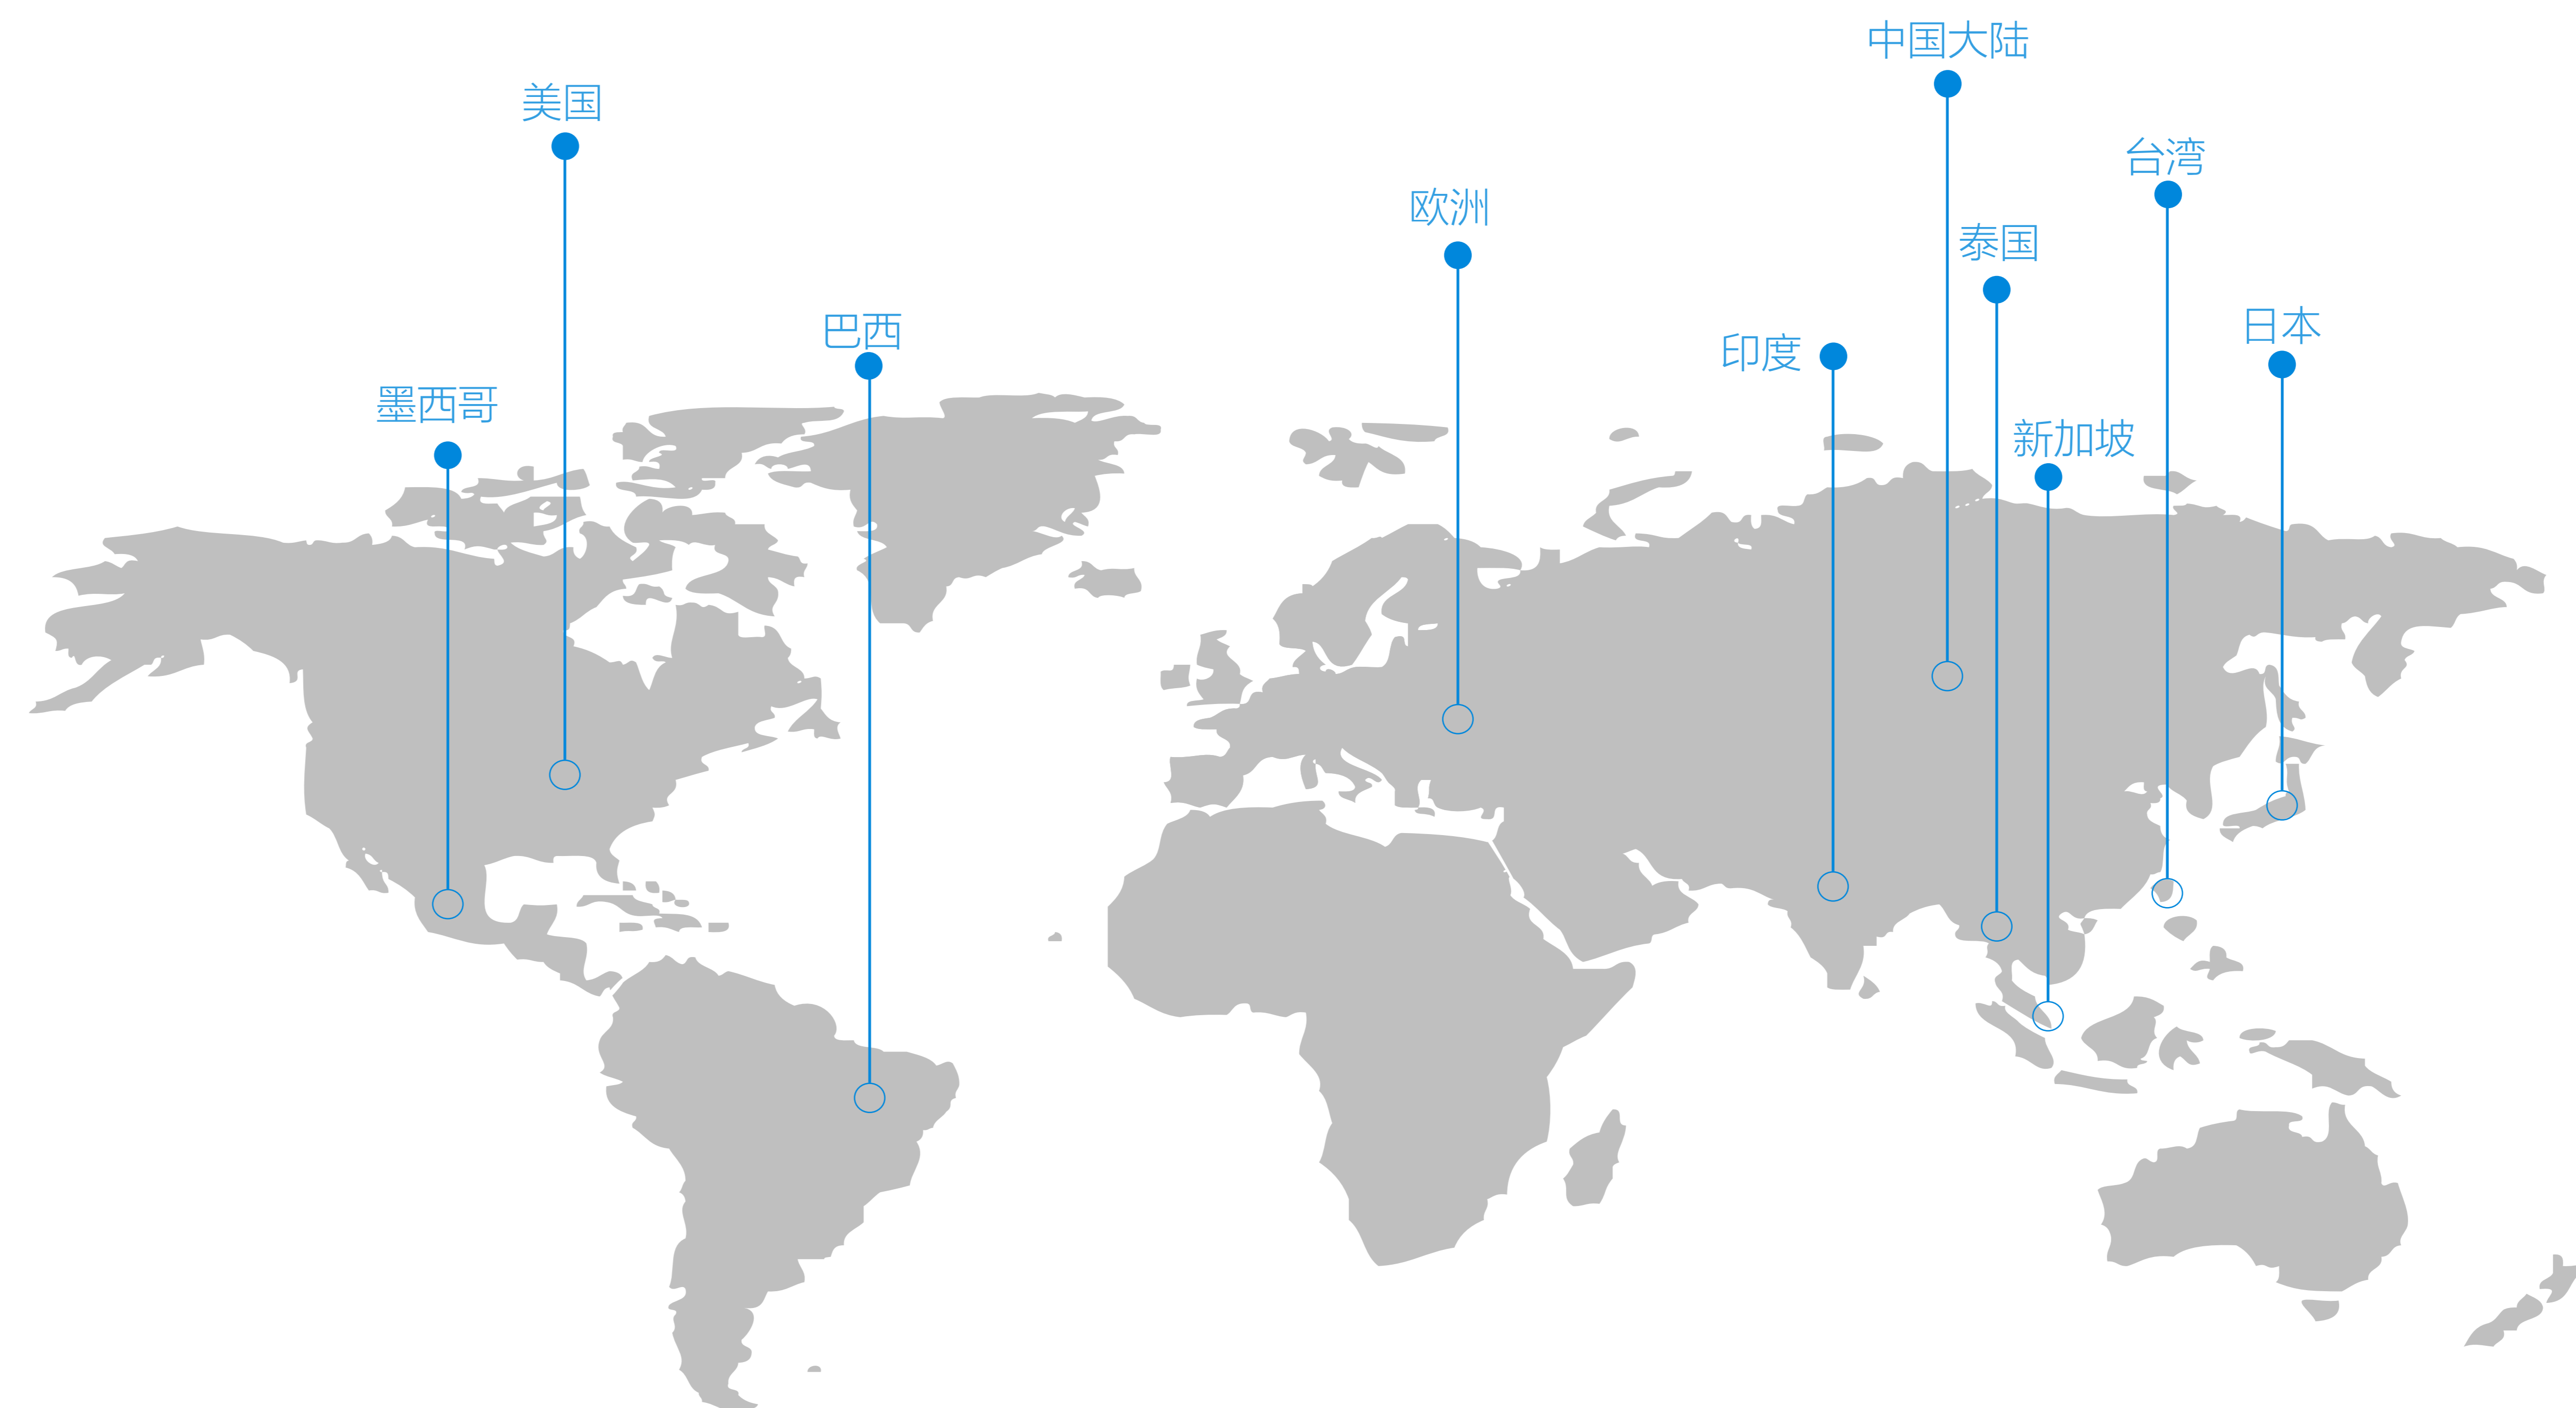 中国大陆
美国
台湾
欧洲
泰国
日本
巴西
印度
墨西哥
新加坡